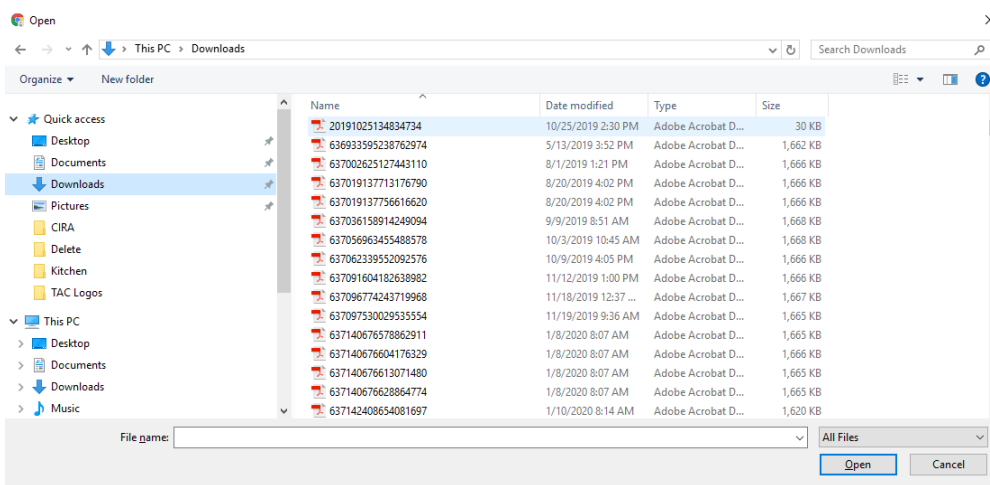 Open
This PC > Downloads
Search Downloads
Organize
New folder
Name Date modified Type Size
Quick access
Desktop
Documents
Downloads
Pictures
CIRA
Delete
Kitchen
TAC Logos
This PC
Desktop
Documents
Downloads
Music
20191025134834734 10/25/2019 2:30 PM Adobe Acrobat D... 30 KB
636933595238762974 5/13/2019 3:52 PM Adobe Acrobat D... 1,662 KB
637002625127443110 8/1/2019 1:21 PM Adobe Acrobat D... 1,666 KB
637019137713176790 8/20/2019 4:02 PM Adobe Acrobat D... 1,666 KB
637019137756616620 8/20/2019 4:02 PM Adobe Acrobat D... 1,666 KB
637036158914249094 9/9/2019 8:51 AM Adobe Acrobat D... 1,668 KB
637056963455488578 10/3/2019 10:45 AM Adobe Acrobat D... 1,668 KB
637062339552092576 10/9/2019 4:05 PM Adobe Acrobat D... 1,666 KB
637091604182638982 11/12/2019 1:00 PM Adobe Acrobat D... 1,666 KB
637096774243719968 11/18/2019 12:37 ... Adobe Acrobat D... 1,667 KB
637097530029535554 11/19/2019 9:36 AM Adobe Acrobat D... 1,665 KB
637140676578862911 1/8/2020 8:07 AM Adobe Acrobat D... 1,665 KB
637140676604176329 1/8/2020 8:07 AM Adobe Acrobat D... 1,666 KB
637140676613071480 1/8/2020 8:07 AM Adobe Acrobat D... 1,666 KB
637140676628864774 1/8/2020 8:07 AM Adobe Acrobat D... 1,665 KB
637142408654081697 1/10/2020 8:14 AM Adobe Acrobat D... 1,620 KB
File name:
All Files
Open
Cancel